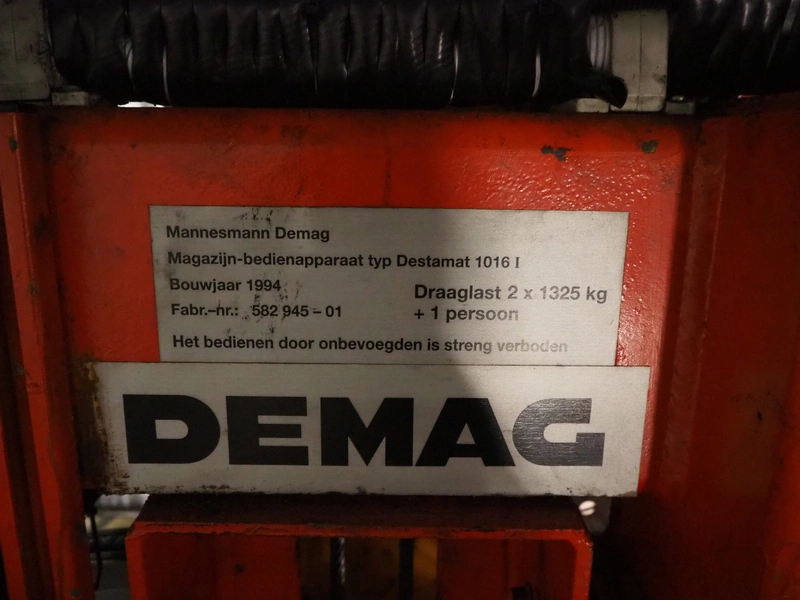 Mannesmann Demag
Magazijn-bedienapparaat typ Destamat 1016 I
Bouwjaar 1994
Draaglast 2 x 1325 kg
Fabr.-nr.: 582 945 – 01
+ 1 persoon
Het bedienen door onbevoegden is streng verboden
DEMAG